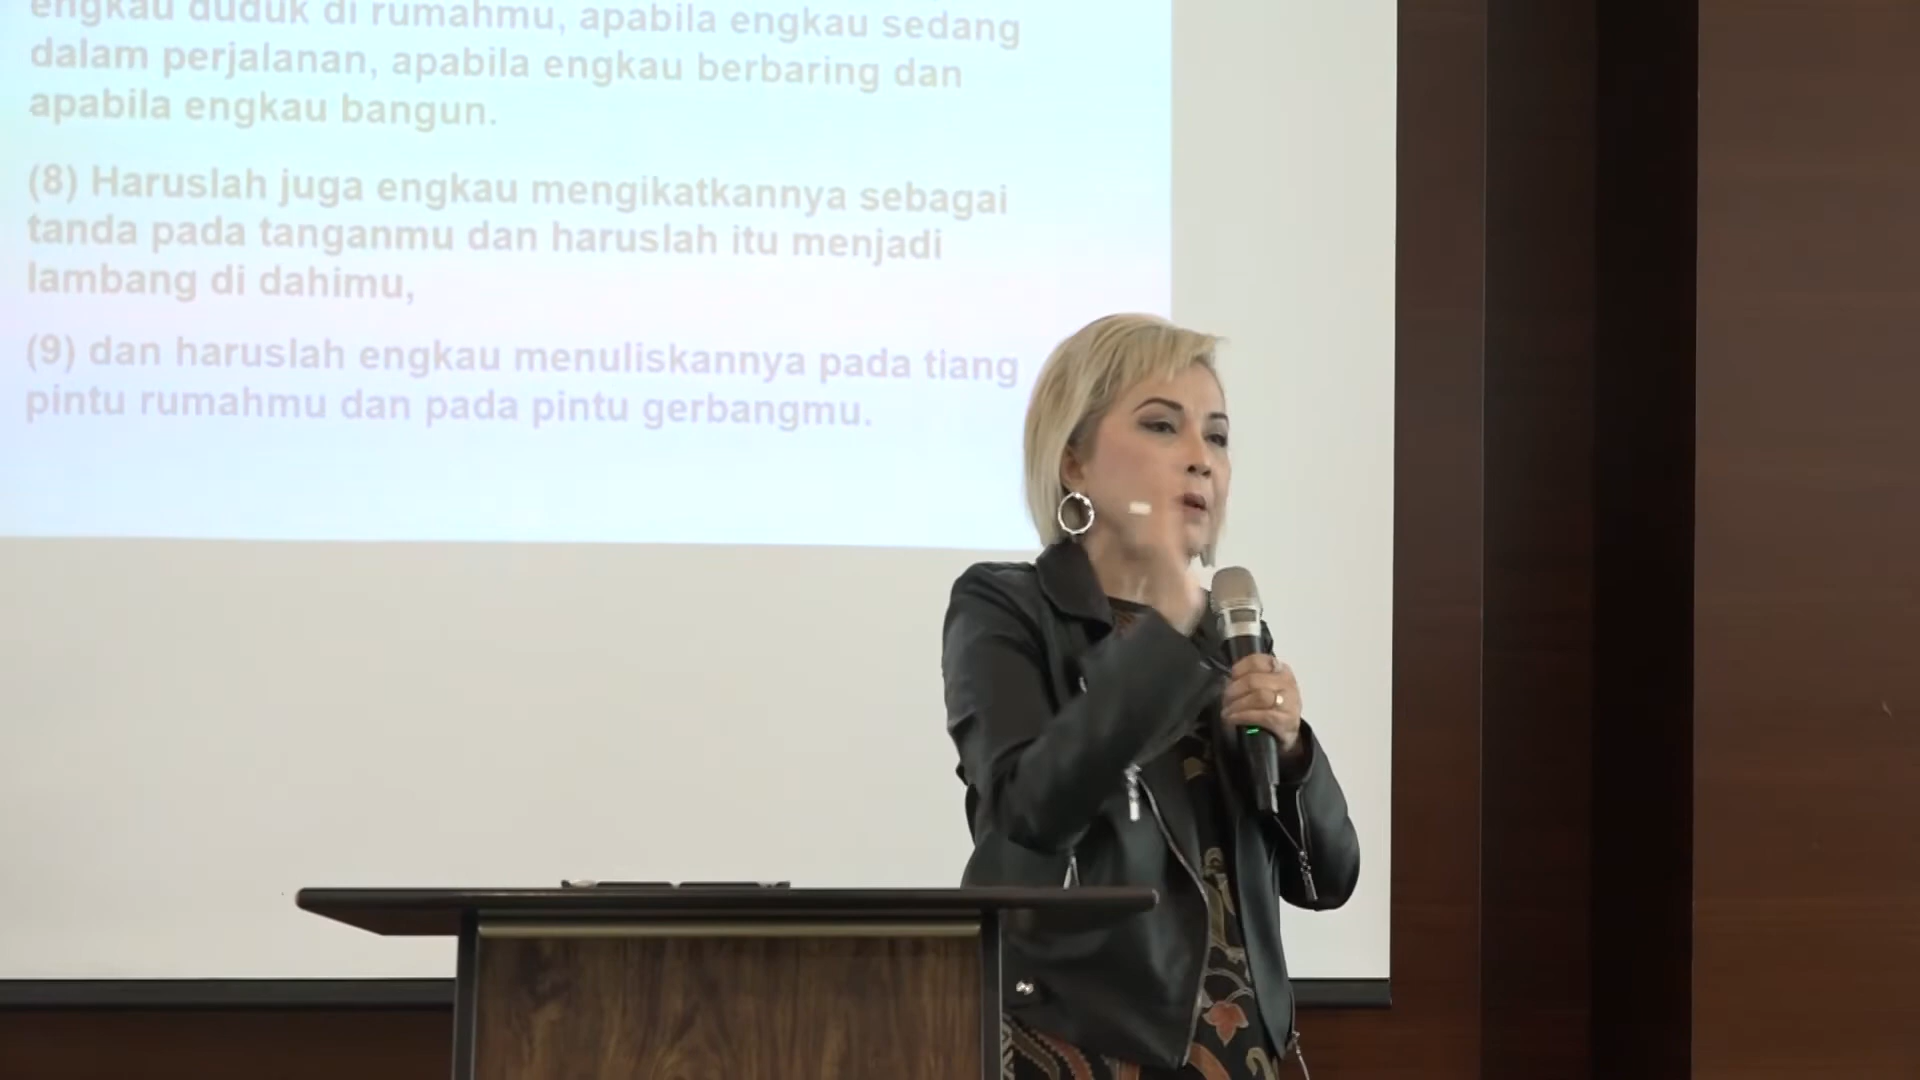 engkau duduk di rumahmu, apabila engkau sedang
dalam perjalanan, apabila engkau berbaring dan
apabila engkau bangun.
(8) Haruslah juga engkau mengikatkannya sebagai
tanda pada tanganmu dan haruslah itu menjadi
lambang di dahimu,
(9) dan haruslah engkau menuliskannya pada tiang
pintu rumahmu dan pada pintu gerbangmu.